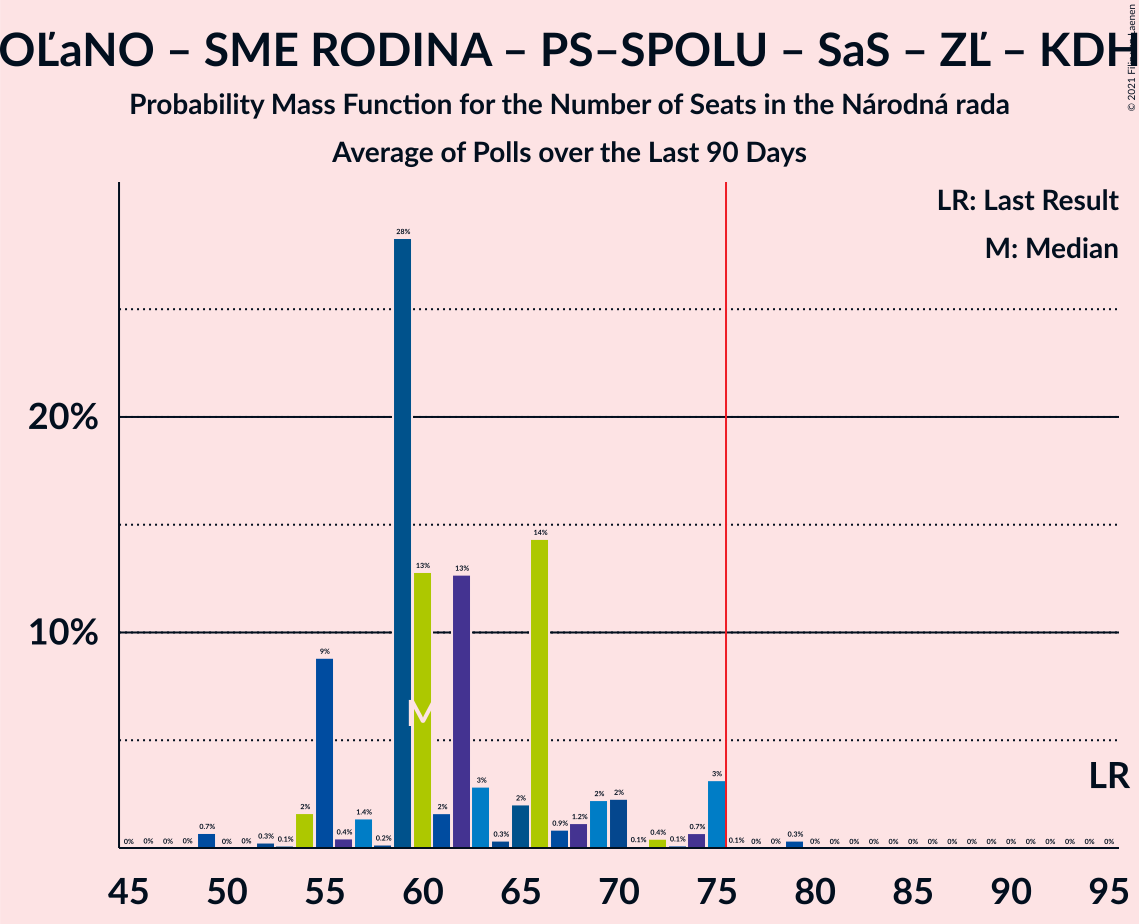 OĽaNO – SME RODINA – PS–SPOLU – SaS – ZĽ – KDH
Probability Mass Function for the Number of Seats in the Národná rada
Average of Polls over the Last 90 Days
LR: Last Result
M: Median
20%
10%
0% 0% 0% 0% 0.7% 0% 0% 0.3% 0.1% 2% 9% 0.4% 1.4% 0.2% 28% 13% 2% 13% 3% 0.3% 2% 14% 0.9% 1.2% 2% 2% 0.1% 0.4% 0.1% 0.7% 3% 0.1% 0% 0% 0.3% 0% 0% 0% 0% 0% 0% 0% 0% 0% 0% 0% 0% 0% 0% 0% 0%
M
LR
45 50 55 60 65 70 75 80 85 90 95